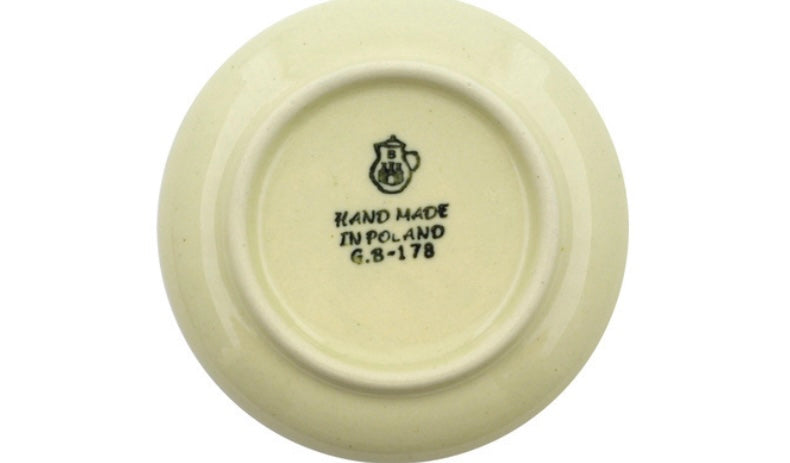 B
HAND MADE
IN POLAND
G.B-178